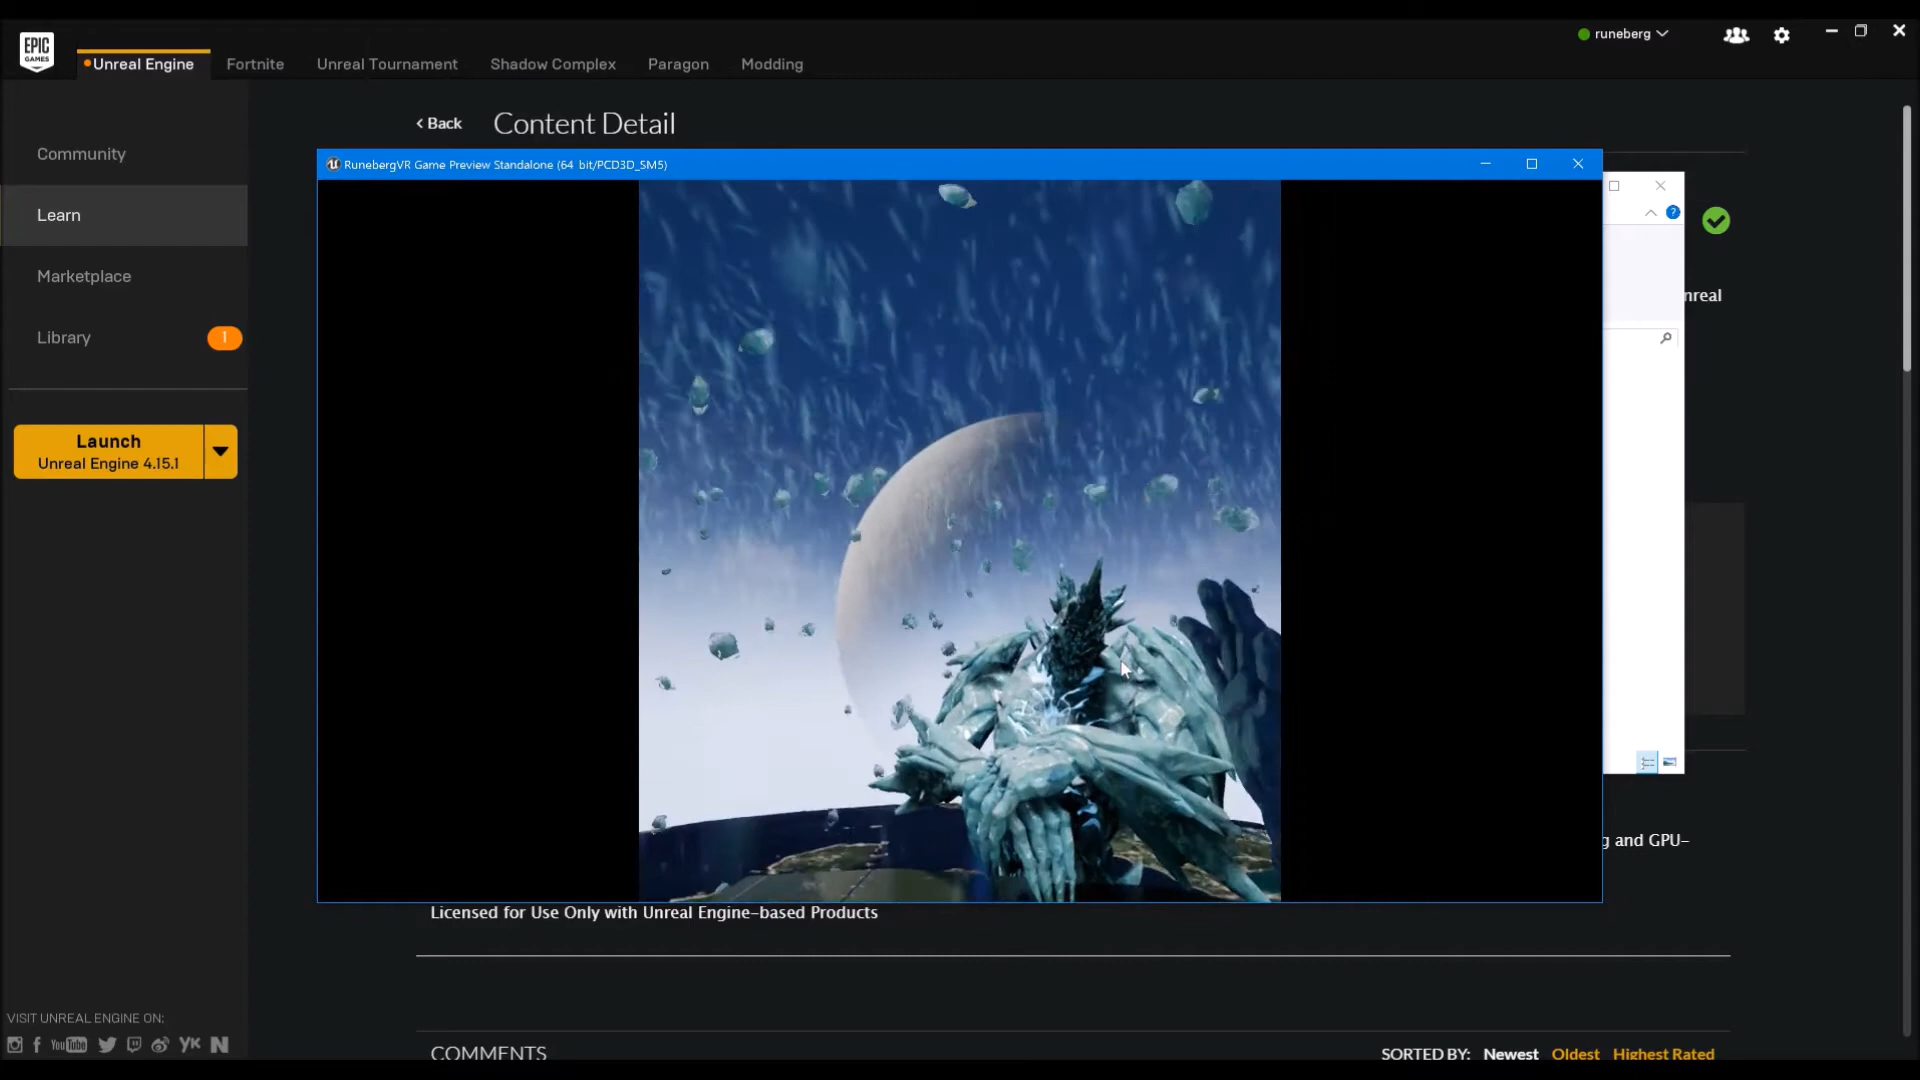 EPIC
GAMES
Unreal Engine
Fortnite
Unreal Tournament
Shadow Complex
Paragon
Modding
runeberg
Community
Learn
Marketplace
Library
1
Launch
Unreal Engine 4.15.1
< Back
Content Detail
RunebergVR Game Preview Standalone (64 bit/PCD3D_SM5)
?
nreal
g and GPU-
Licensed for Use Only with Unreal Engine-based Products
COMMENTS
SORTED BY: Newest Oldest Highest Rated
VISIT UNREAL ENGINE ON:
You Tube